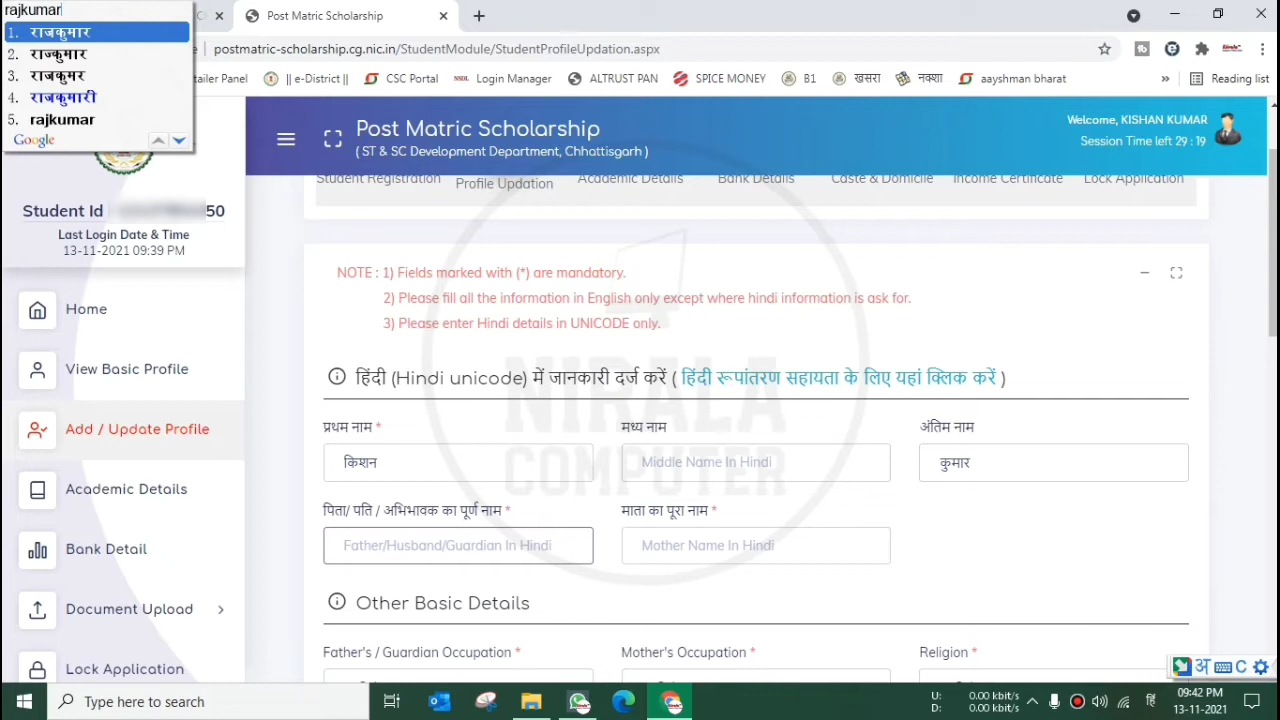 rajkumar
1. राजकुमार
2. राज्कुमार
3. राजकुमर
4. राजकुमारी
5. rajkumar
Google
Post Matric Scholarship
postmatric-scholarship.cg.nic.in/StudentModule/StudentProfileUpdation.aspx
etailer Panel || e-District || CSC Portal Login Manager ALTRUST PAN SPICE MONEY B1 खसरा नक्शा aayshman bharat » Reading list
Post Matric Scholarship
( ST & SC Development Department, Chhattisgarh )
Welcome, KISHAN KUMAR
Session Time left 29 : 19
Student Id
50
Last Login Date & Time
13-11-2021 09:39 PM
Home
View Basic Profile
Add / Update Profile
Academic Details
Bank Detail
Document Upload
Lock Application
Student Registration Profile Updation Academic Details Bank Details Caste & Domicile Income Certificate Lock Application
NOTE : 1) Fields marked with (*) are mandatory.
2) Please fill all the information in English only except where hindi information is ask for.
3) Please enter Hindi details in UNICODE only.
हिंदी (Hindi unicode) में जानकारी दर्ज करें ( हिंदी रूपांतरण सहायता के लिए यहां क्लिक करें )
प्रथम नाम * मध्य नाम अंतिम नाम
किशन Middle Name In Hindi कुमार
पिता/ पति / अभिभावक का पूर्ण नाम * माता का पूरा नाम *
Father/Husband/Guardian In Hindi Mother Name In Hindi
Other Basic Details
Father's / Guardian Occupation * Mother's Occupation * Religion *
NIRALA
COMPUTER
अ
Type here to search
U: 0.00 kbit/s
D: 0.00 kbit/s
हिं
09:42 PM
13-11-2021